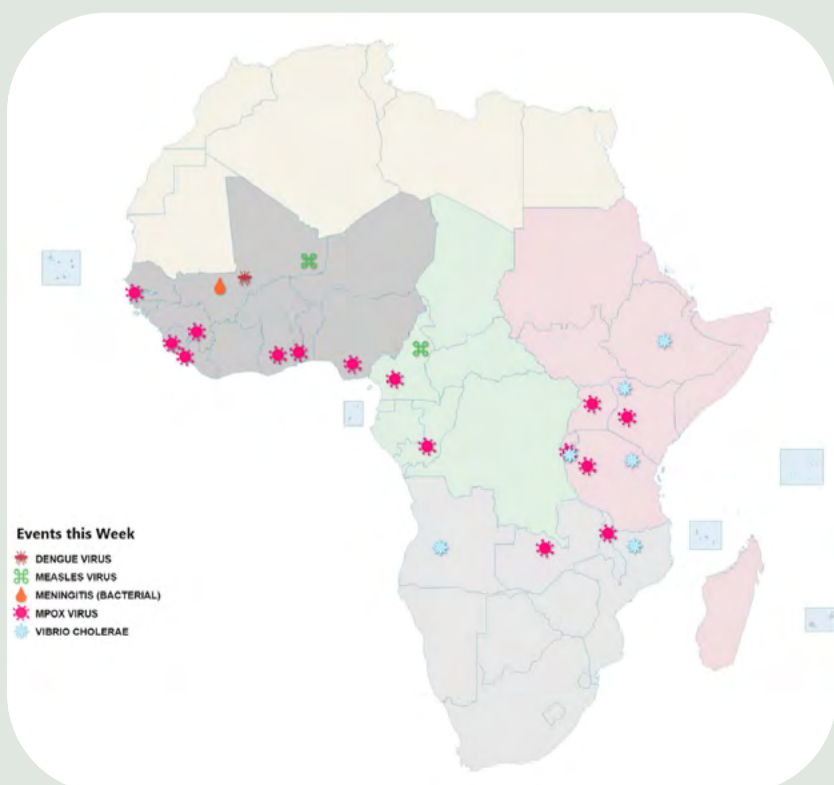 Events this Week
DENGUE VIRUS
MEASLES VIRUS
MENINGITIS (BACTERIAL)
MPOX VIRUS
VIBRIO CHOLERAE